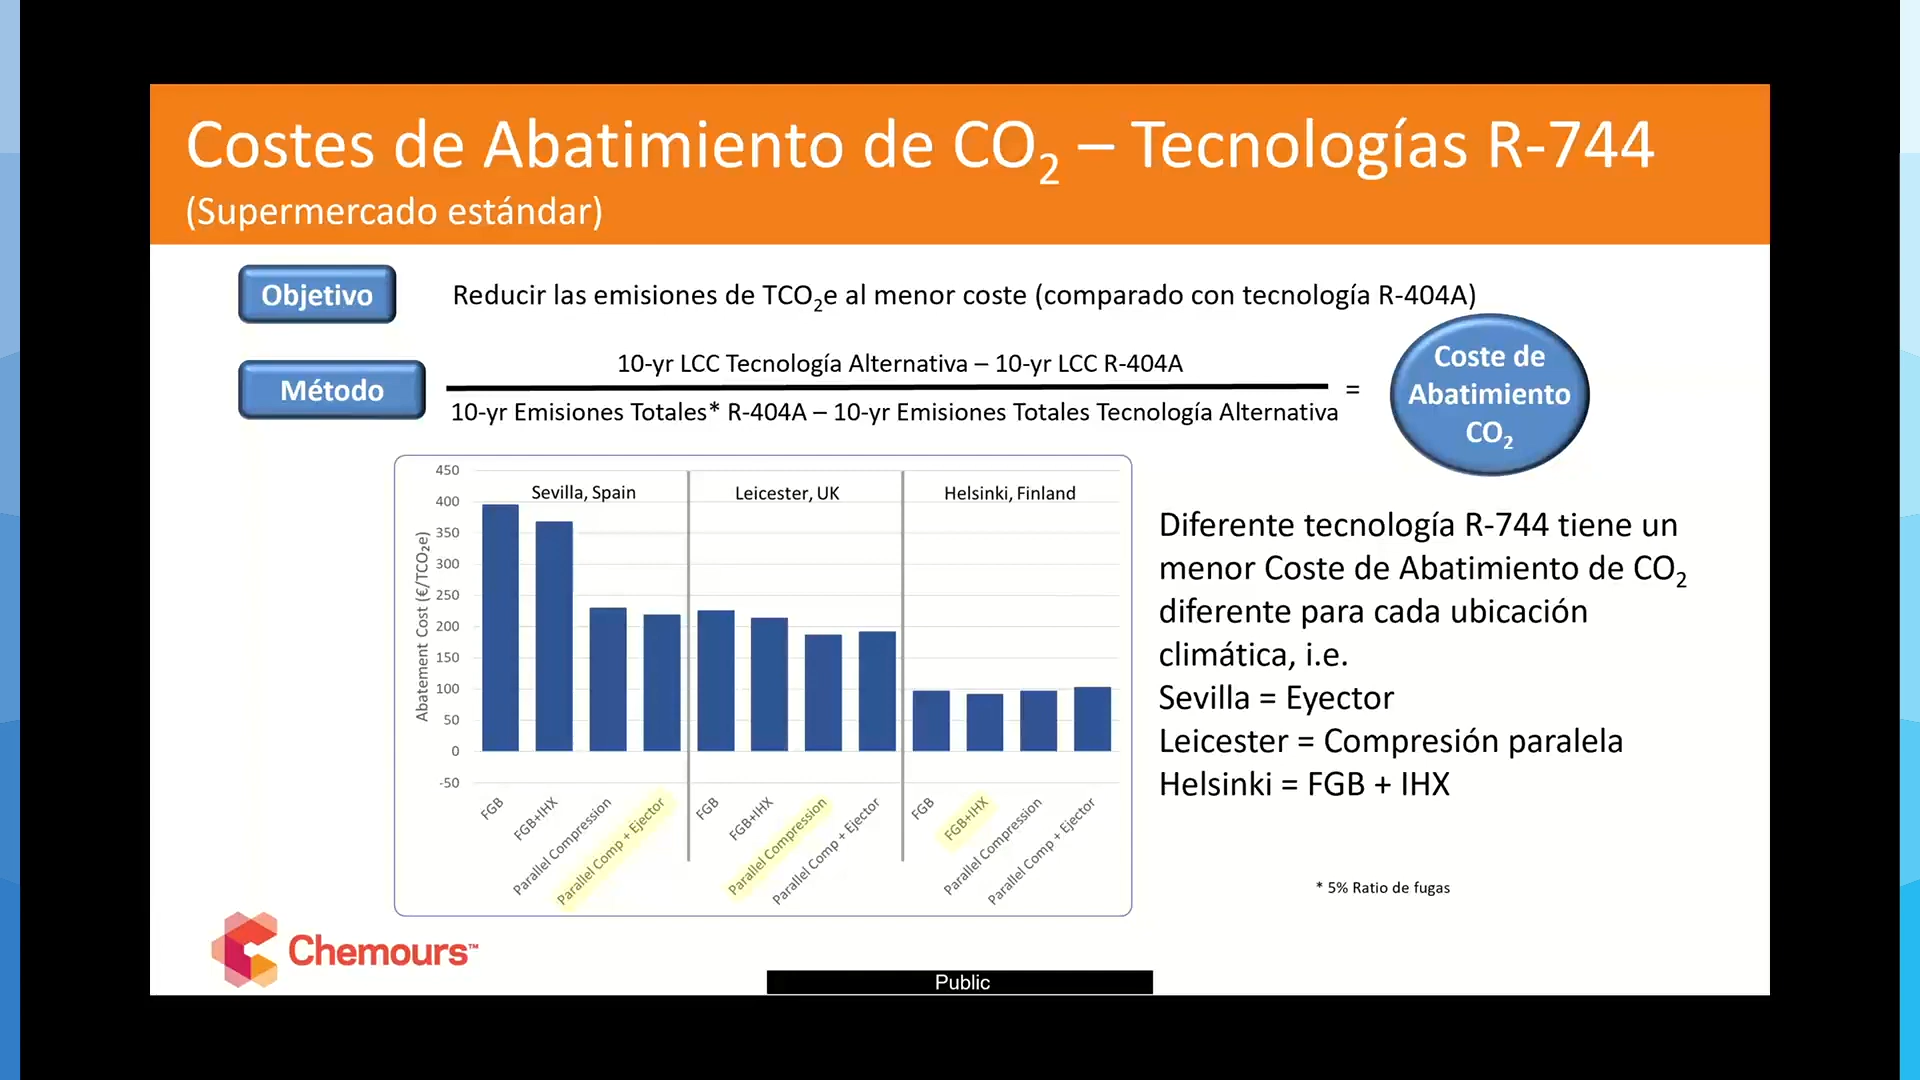 Costes de Abatimiento de CO₂ – Tecnologías R-744
(Supermercado estándar)
Objetivo
Reducir las emisiones de TCO₂e al menor coste (comparado con tecnología R-404A)
Método
10-yr LCC Tecnología Alternativa – 10-yr LCC R-404A
10-yr Emisiones Totales* R-404A – 10-yr Emisiones Totales Tecnología Alternativa
=
Coste de
Abatimiento
CO₂
Abatement Cost (€/TCO₂e)
450
400
350
300
250
200
150
100
50
0
-50
Sevilla, Spain
Leicester, UK
Helsinki, Finland
FGB
FGB+IHX
Parallel Compression
Parallel Comp + Ejector
FGB
FGB+IHX
Parallel Compression
Parallel Comp + Ejector
FGB
FGB+IHX
Parallel Compression
Parallel Comp + Ejector
Diferente tecnología R-744 tiene un
menor Coste de Abatimiento de CO₂
diferente para cada ubicación
climática, i.e.
Sevilla = Eyector
Leicester = Compresión paralela
Helsinki = FGB + IHX
* 5% Ratio de fugas
Chemours™
Public